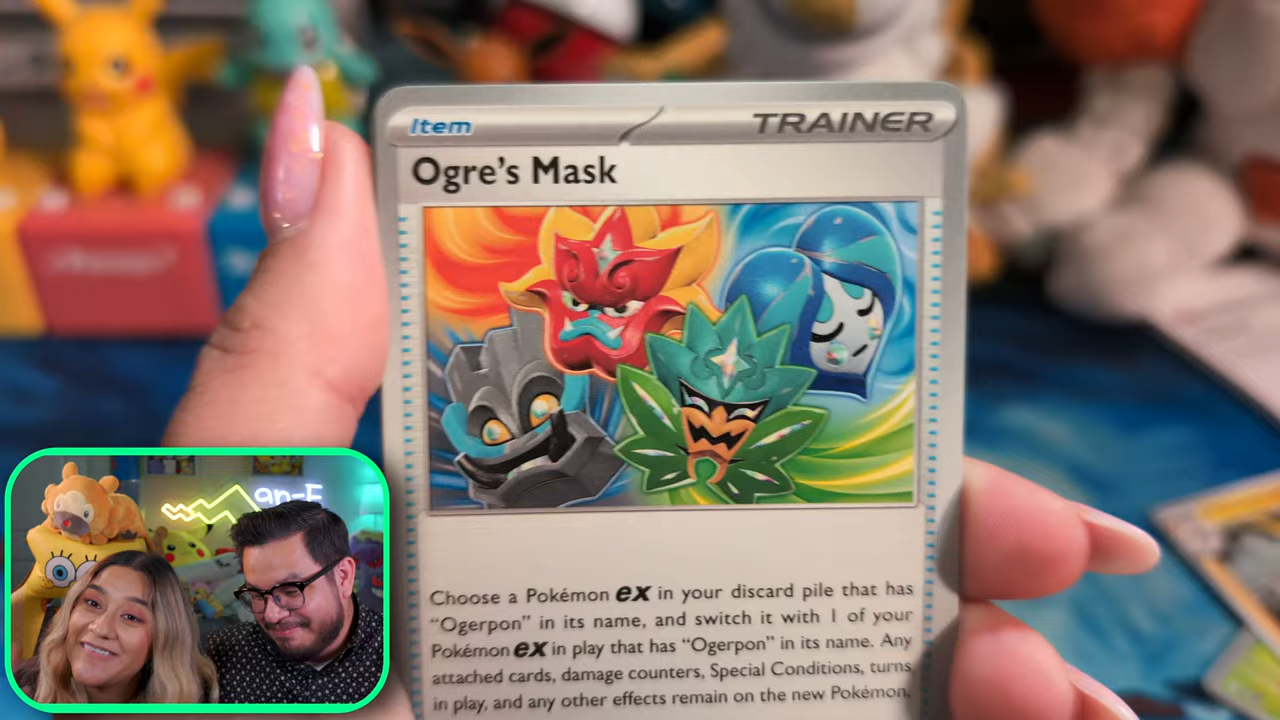 Item
TRAINER
Ogre's Mask
Choose a Pokémon ex in your discard pile that has
"Ogerpon" in its name, and switch it with 1 of your
Pokémon ex in play that has "Ogerpon" in its name. Any
attached cards, damage counters, Special Conditions, turns
in play, and any other effects remain on the new Pokémon.